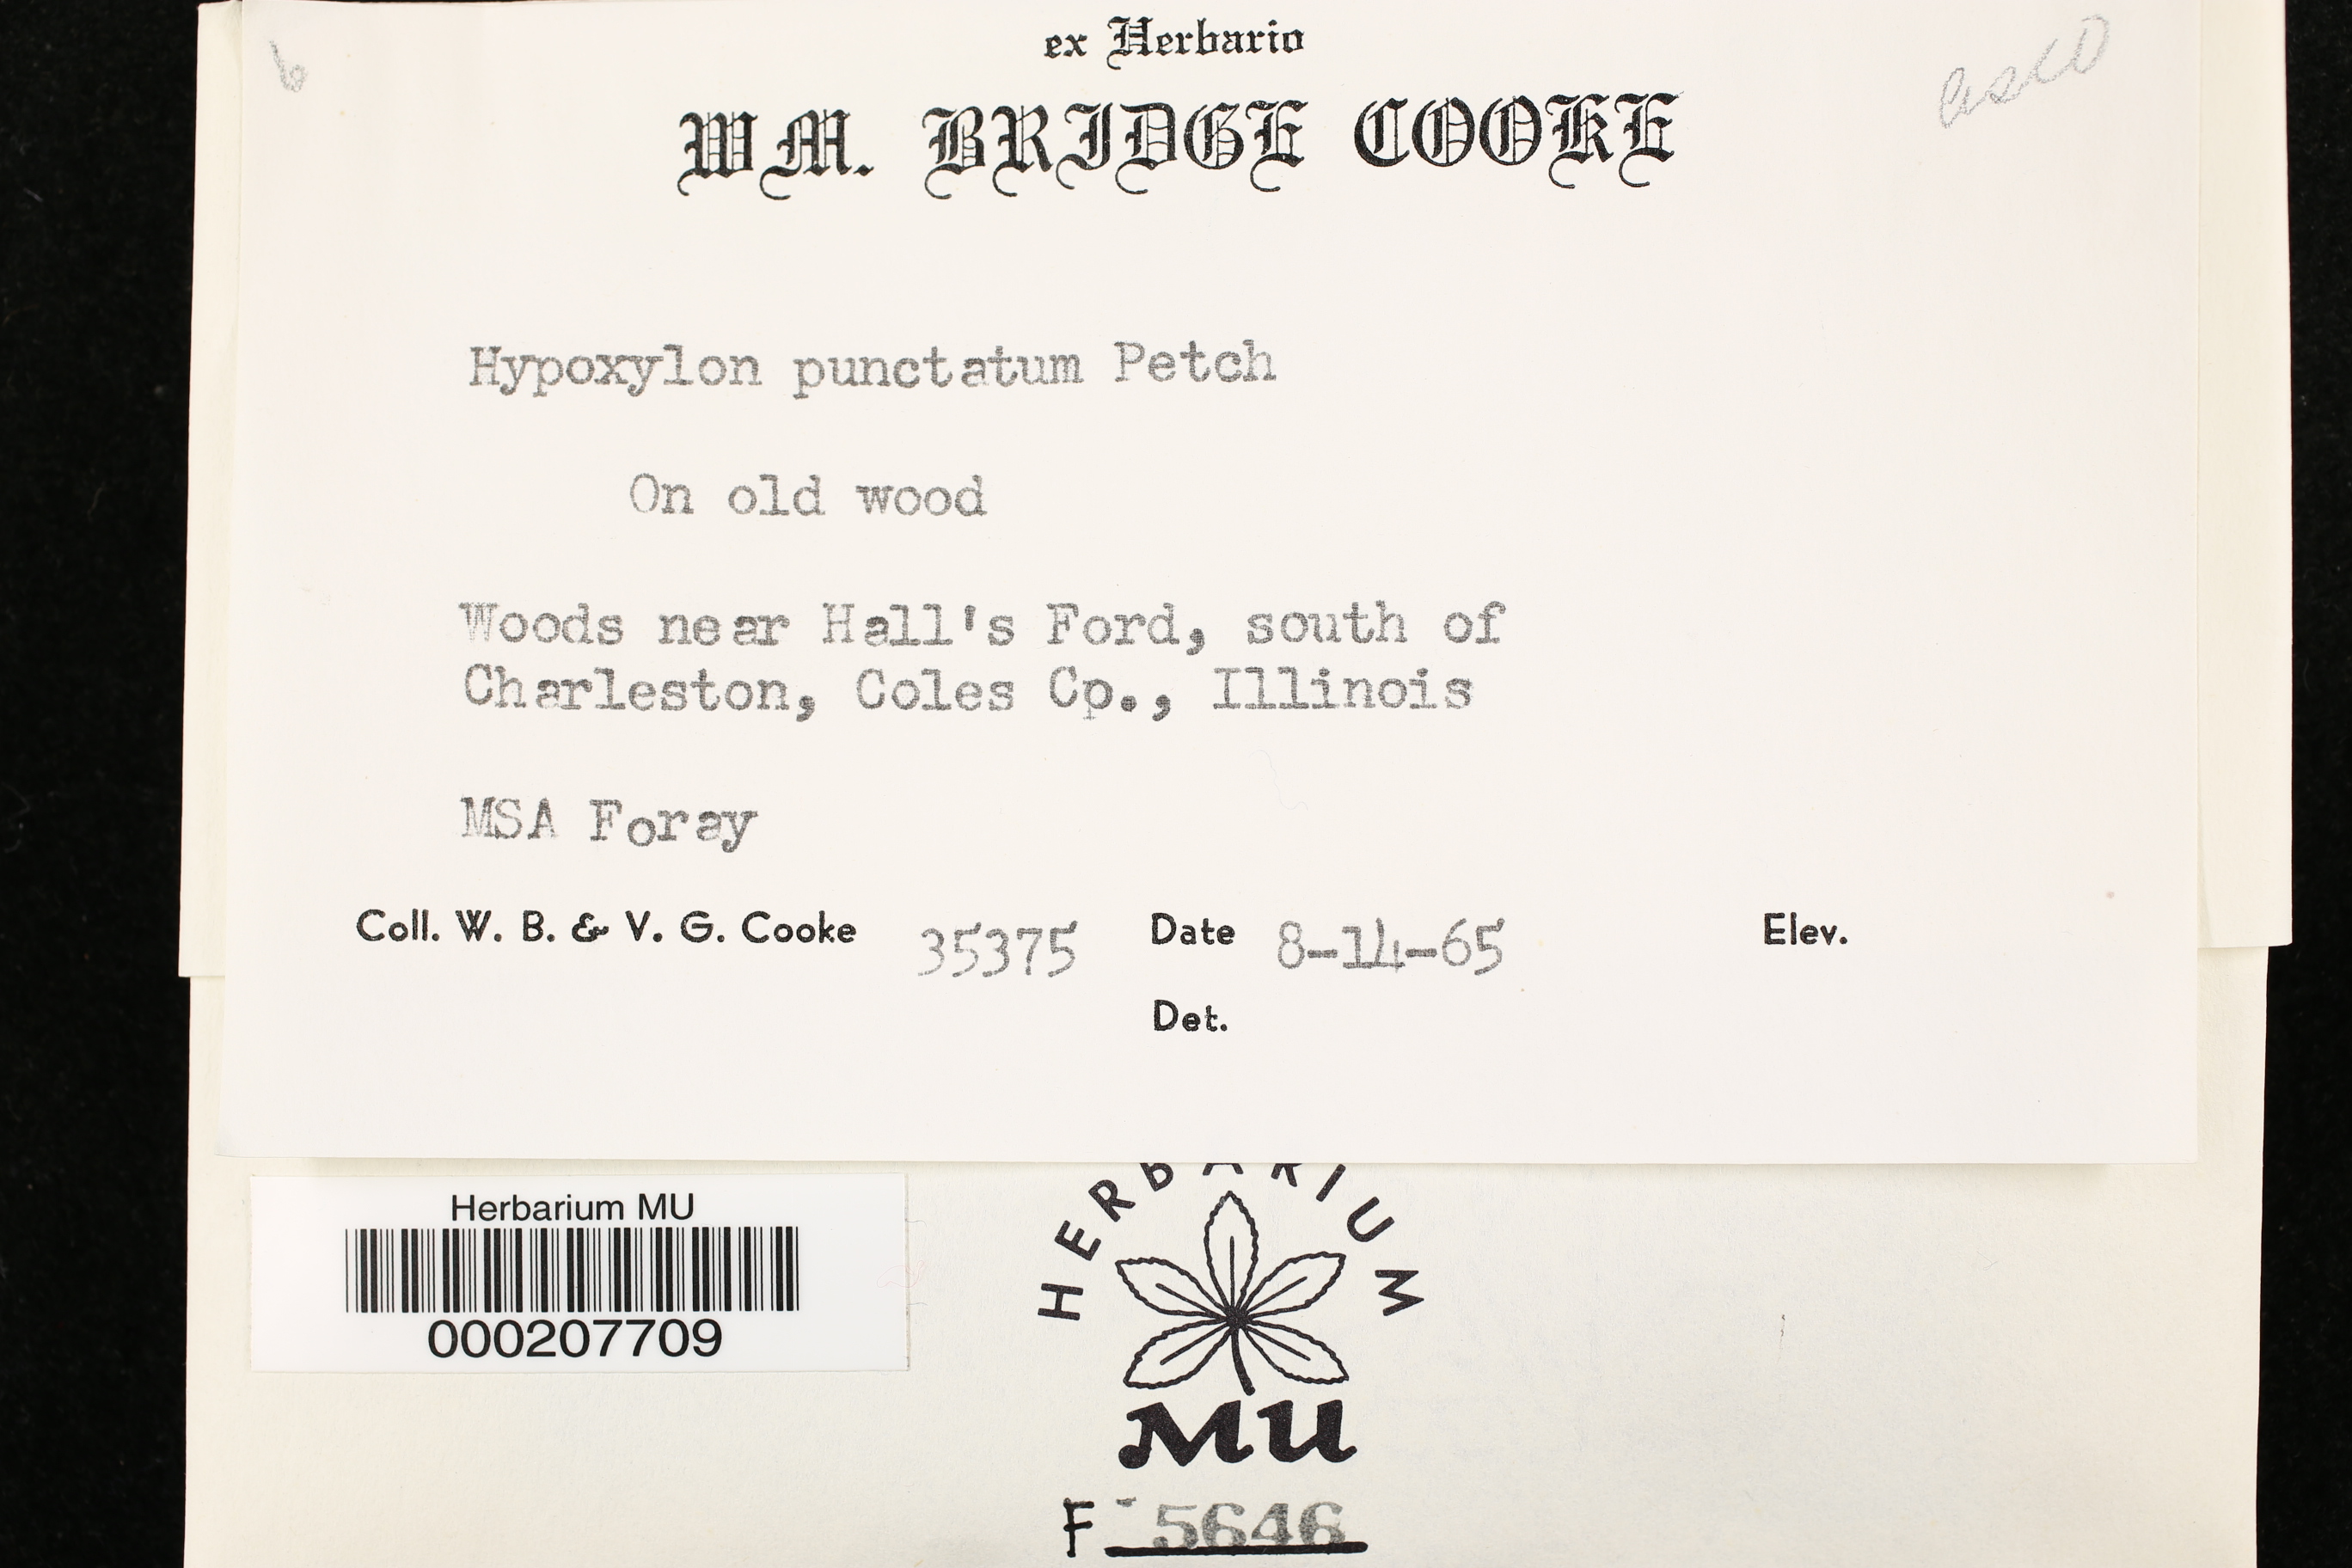 6
ex Herbario
Asco
WM. BRIDGE COOKE
Hypoxylon punctatum Petch
On old wood
Woods near Hall's Ford, south of
Charleston, Coles Cp., Illinois
MSA Foray
Coll. W. B. & V. G. Cooke 35375 Date 8-14-65 Elev.
Det.
HERBARIUM
MU
Herbarium MU
000207709
F 5646